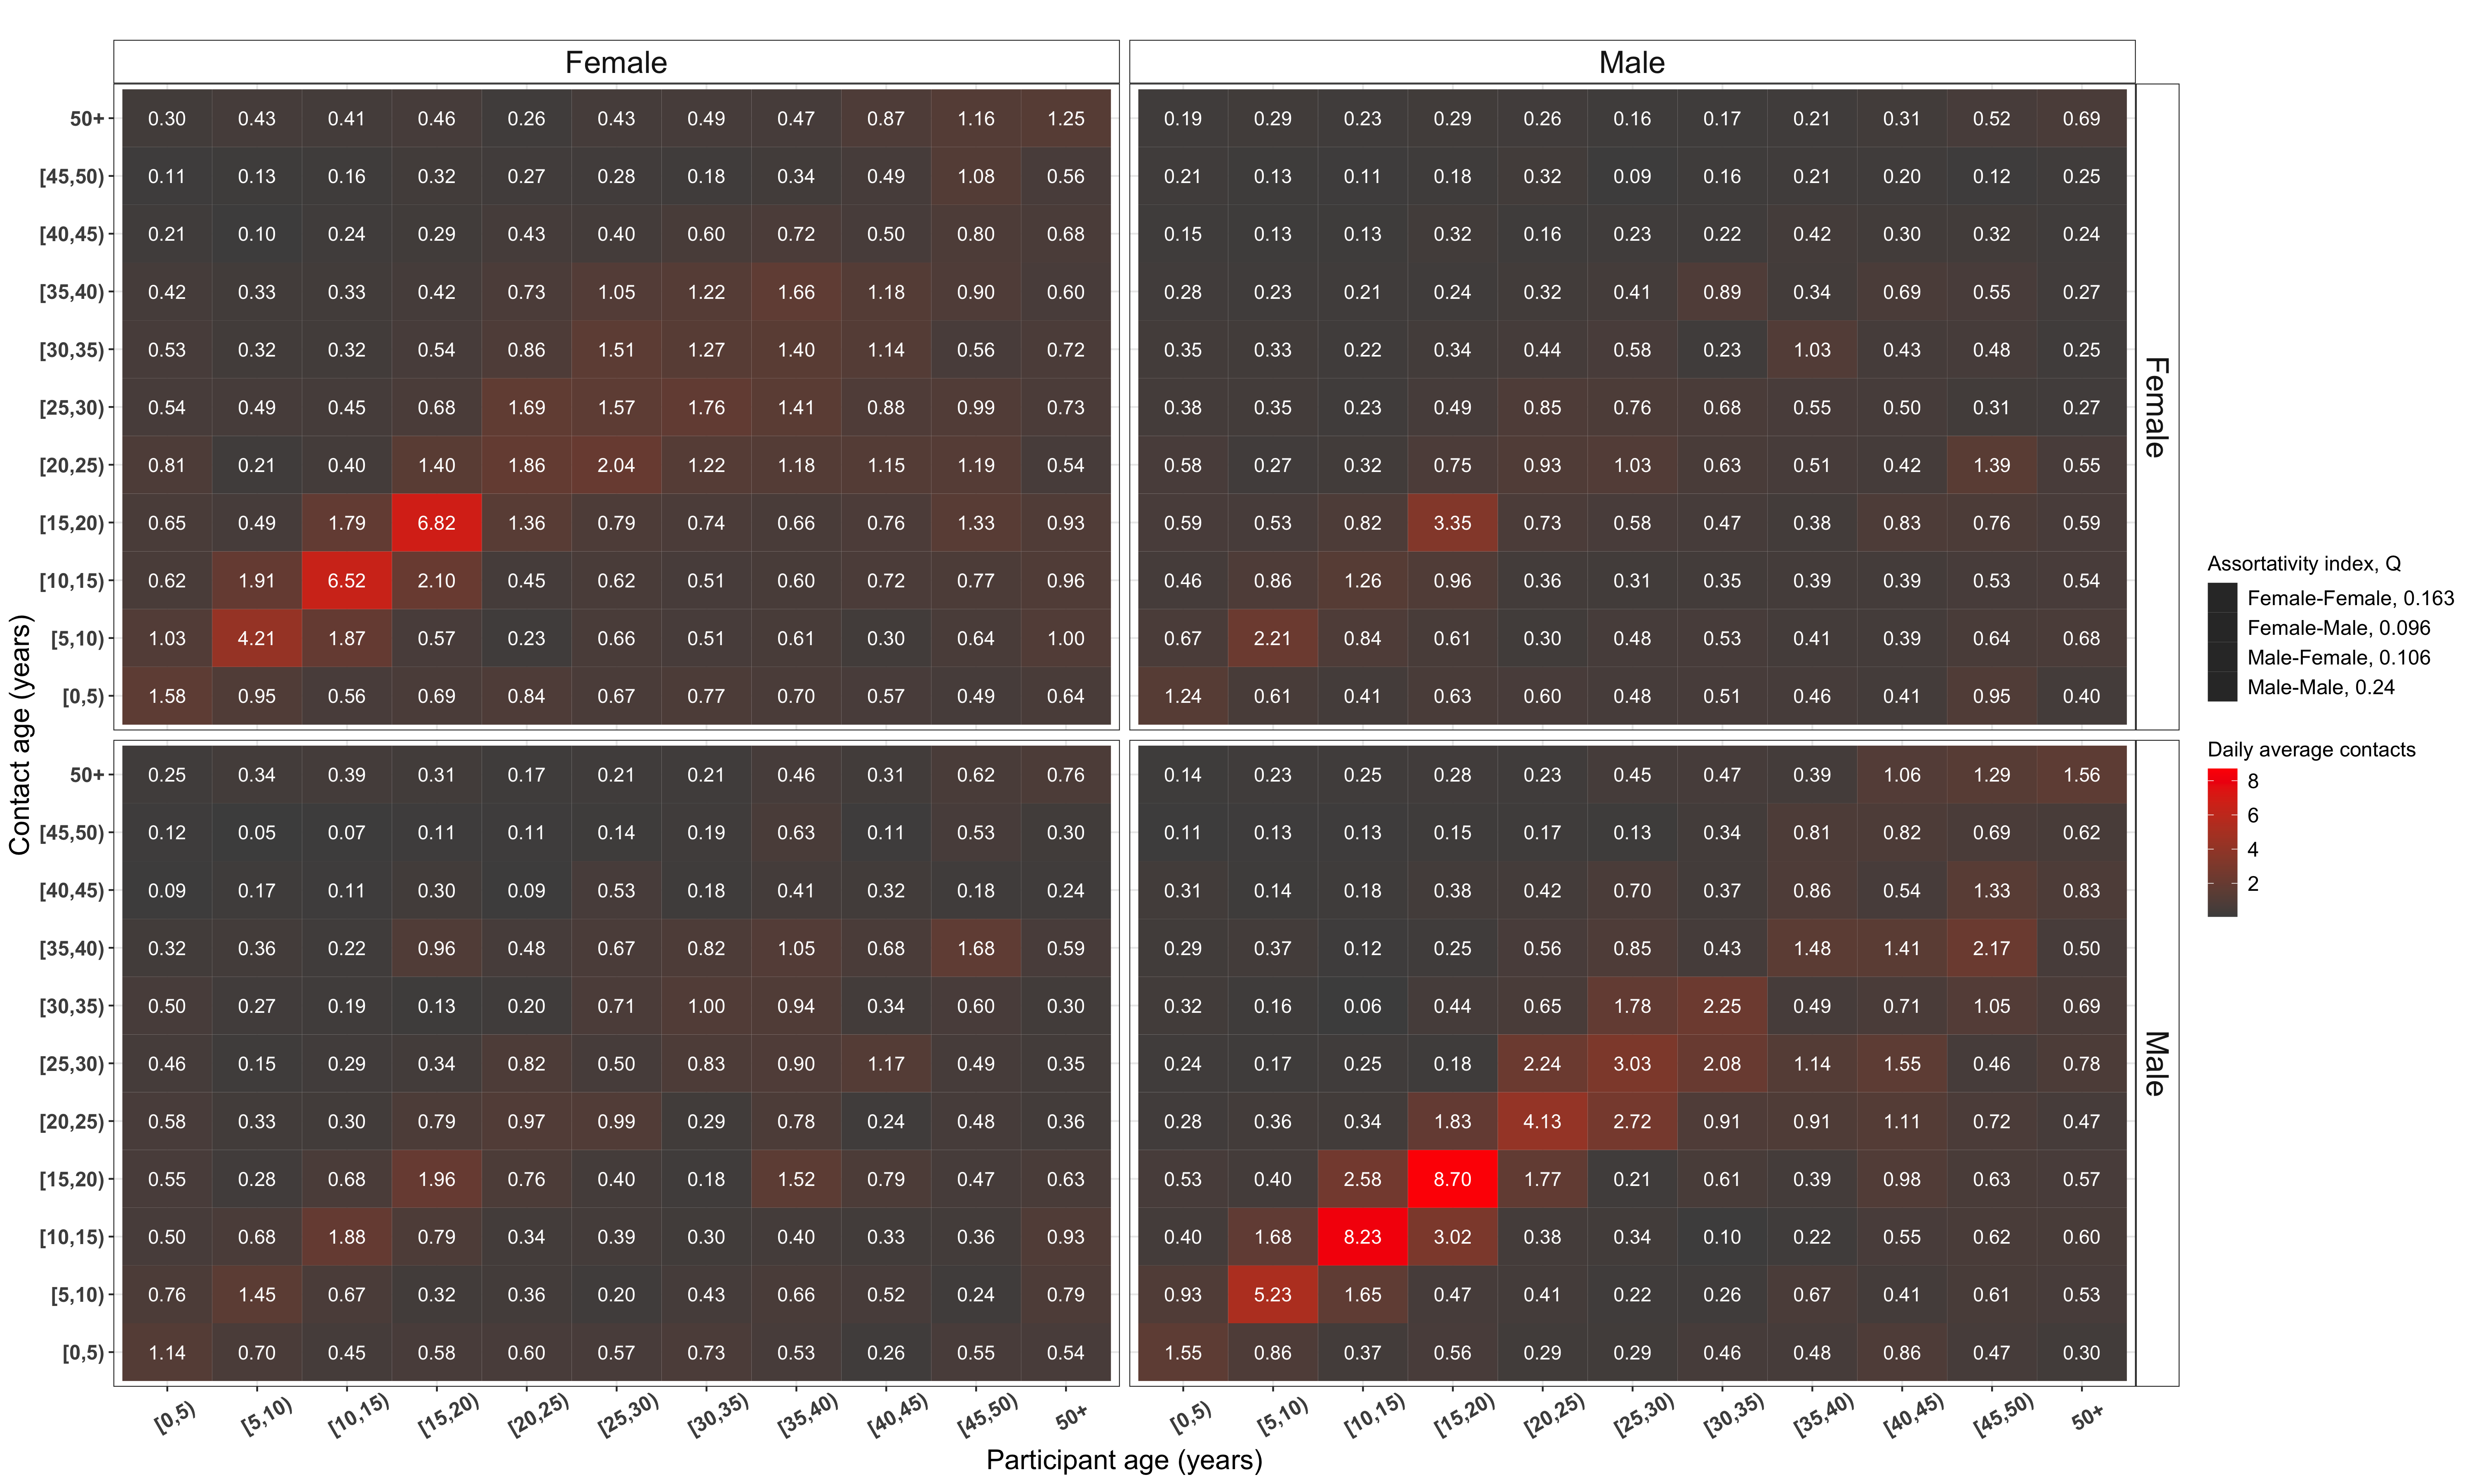 Female Male
50+ 0.30 0.43 0.41 0.46 0.26 0.43 0.49 0.47 0.87 1.16 1.25 0.19 0.29 0.23 0.29 0.26 0.16 0.17 0.21 0.31 0.52 0.69
[45,50) 0.11 0.13 0.16 0.32 0.27 0.28 0.18 0.34 0.49 1.08 0.56 0.21 0.13 0.11 0.18 0.32 0.09 0.16 0.21 0.20 0.12 0.25
[40,45) 0.21 0.10 0.24 0.29 0.43 0.40 0.60 0.72 0.50 0.80 0.68 0.15 0.13 0.13 0.32 0.16 0.23 0.22 0.42 0.30 0.32 0.24
[35,40) 0.42 0.33 0.33 0.42 0.73 1.05 1.22 1.66 1.18 0.90 0.60 0.28 0.23 0.21 0.24 0.32 0.41 0.89 0.34 0.69 0.55 0.27
[30,35) 0.53 0.32 0.32 0.54 0.86 1.51 1.27 1.40 1.14 0.56 0.72 0.35 0.33 0.22 0.34 0.44 0.58 0.23 1.03 0.43 0.48 0.25
[25,30) 0.54 0.49 0.45 0.68 1.69 1.57 1.76 1.41 0.88 0.99 0.73 0.38 0.35 0.23 0.49 0.85 0.76 0.68 0.55 0.50 0.31 0.27
[20,25) 0.81 0.21 0.40 1.40 1.86 2.04 1.22 1.18 1.15 1.19 0.54 0.58 0.27 0.32 0.75 0.93 1.03 0.63 0.51 0.42 1.39 0.55
[15,20) 0.65 0.49 1.79 6.82 1.36 0.79 0.74 0.66 0.76 1.33 0.93 0.59 0.53 0.82 3.35 0.73 0.58 0.47 0.38 0.83 0.76 0.59
[10,15) 0.62 1.91 6.52 2.10 0.45 0.62 0.51 0.60 0.72 0.77 0.96 0.46 0.86 1.26 0.96 0.36 0.31 0.35 0.39 0.39 0.53 0.54
[5,10) 1.03 4.21 1.87 0.57 0.23 0.66 0.51 0.61 0.30 0.64 1.00 0.67 2.21 0.84 0.61 0.30 0.48 0.53 0.41 0.39 0.64 0.68
[0,5) 1.58 0.95 0.56 0.69 0.84 0.67 0.77 0.70 0.57 0.49 0.64 1.24 0.61 0.41 0.63 0.60 0.48 0.51 0.46 0.41 0.95 0.40
Female
50+ 0.25 0.34 0.39 0.31 0.17 0.21 0.21 0.46 0.31 0.62 0.76 0.14 0.23 0.25 0.28 0.23 0.45 0.47 0.39 1.06 1.29 1.56
[45,50) 0.12 0.05 0.07 0.11 0.11 0.14 0.19 0.63 0.11 0.53 0.30 0.11 0.13 0.13 0.15 0.17 0.13 0.34 0.81 0.82 0.69 0.62
[40,45) 0.09 0.17 0.11 0.30 0.09 0.53 0.18 0.41 0.32 0.18 0.24 0.31 0.14 0.18 0.38 0.42 0.70 0.37 0.86 0.54 1.33 0.83
[35,40) 0.32 0.36 0.22 0.96 0.48 0.67 0.82 1.05 0.68 1.68 0.59 0.29 0.37 0.12 0.25 0.56 0.85 0.43 1.48 1.41 2.17 0.50
[30,35) 0.50 0.27 0.19 0.13 0.20 0.71 1.00 0.94 0.34 0.60 0.30 0.32 0.16 0.06 0.44 0.65 1.78 2.25 0.49 0.71 1.05 0.69
[25,30) 0.46 0.15 0.29 0.34 0.82 0.50 0.83 0.90 1.17 0.49 0.35 0.24 0.17 0.25 0.18 2.24 3.03 2.08 1.14 1.55 0.46 0.78
[20,25) 0.58 0.33 0.30 0.79 0.97 0.99 0.29 0.78 0.24 0.48 0.36 0.28 0.36 0.34 1.83 4.13 2.72 0.91 0.91 1.11 0.72 0.47
[15,20) 0.55 0.28 0.68 1.96 0.76 0.40 0.18 1.52 0.79 0.47 0.63 0.53 0.40 2.58 8.70 1.77 0.21 0.61 0.39 0.98 0.63 0.57
[10,15) 0.50 0.68 1.88 0.79 0.34 0.39 0.30 0.40 0.33 0.36 0.93 0.40 1.68 8.23 3.02 0.38 0.34 0.10 0.22 0.55 0.62 0.60
[5,10) 0.76 1.45 0.67 0.32 0.36 0.20 0.43 0.66 0.52 0.24 0.79 0.93 5.23 1.65 0.47 0.41 0.22 0.26 0.67 0.41 0.61 0.53
[0,5) 1.14 0.70 0.45 0.58 0.60 0.57 0.73 0.53 0.26 0.55 0.54 1.55 0.86 0.37 0.56 0.29 0.29 0.46 0.48 0.86 0.47 0.30
Male
[0,5) [5,10) [10,15) [15,20) [20,25) [25,30) [30,35) [35,40) [40,45) [45,50) 50+ [0,5) [5,10) [10,15) [15,20) [20,25) [25,30) [30,35) [35,40) [40,45) [45,50) 50+
Participant age (years)
Contact age (years)
Assortativity index, Q
Female-Female, 0.163
Female-Male, 0.096
Male-Female, 0.106
Male-Male, 0.24
Daily average contacts
8
6
4
2